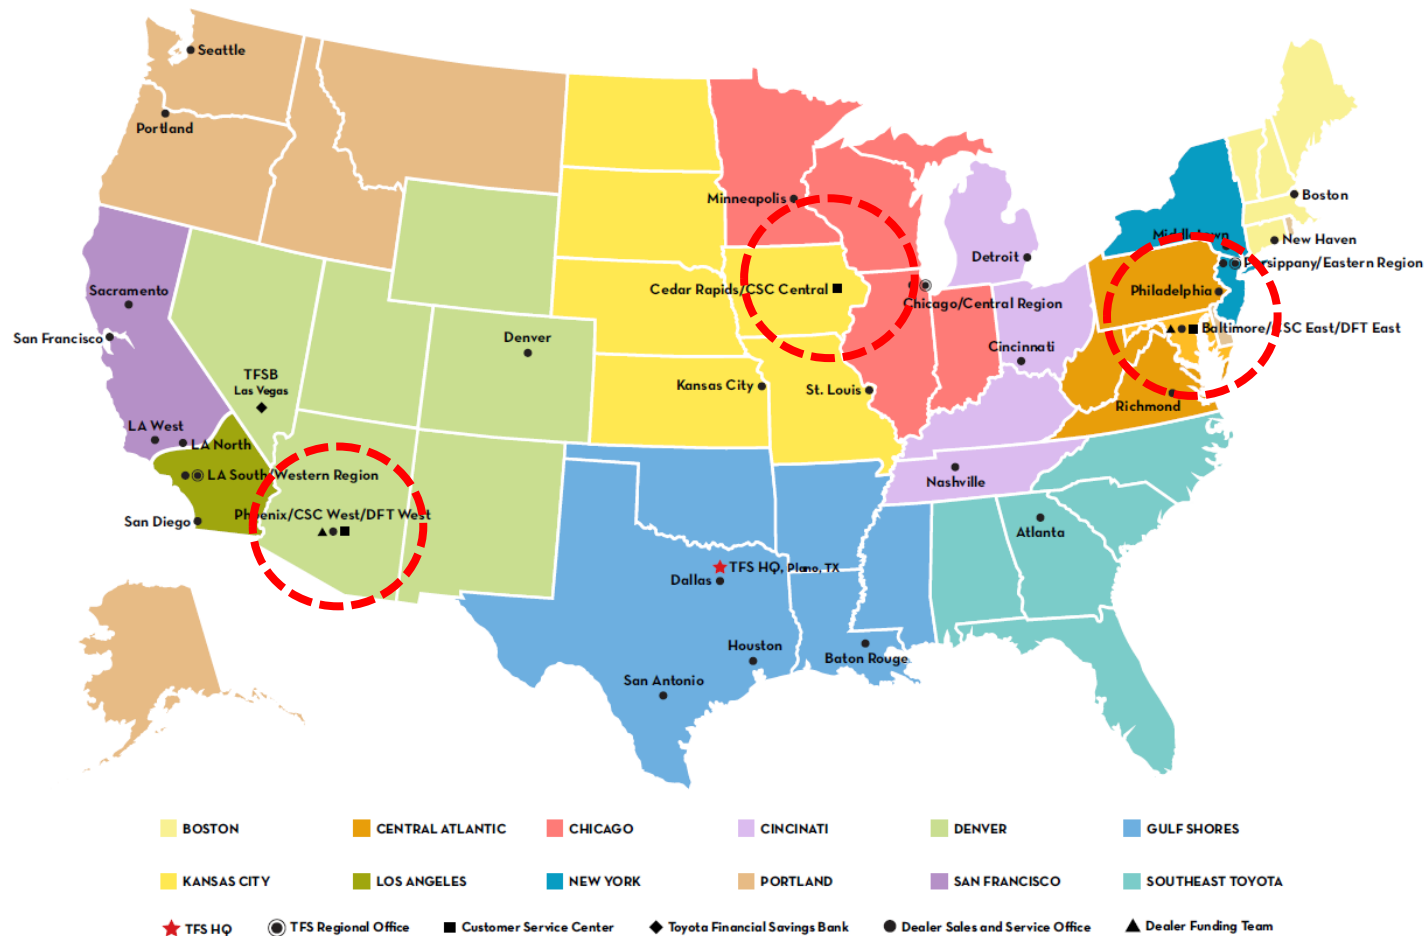 Seattle
Portland
Minneapolis
Boston
Middletown
New Haven
Detroit
Parsippany/Eastern Region
Sacramento
Cedar Rapids/CSC Central
Philadelphia
Chicago/Central Region
San Francisco
Denver
Baltimore/CSC East/DFT East
Cincinnati
TFSB
Las Vegas
Kansas City
St. Louis
Richmond
LA West
LA North
LA South/Western Region
Nashville
Phoenix/CSC West/DFT West
San Diego
Atlanta
TFS HQ, Plano, TX
Dallas
Houston
Baton Rouge
San Antonio
BOSTON
CENTRAL ATLANTIC
CHICAGO
CINCINATI
DENVER
GULF SHORES
KANSAS CITY
LOS ANGELES
NEW YORK
PORTLAND
SAN FRANCISCO
SOUTHEAST TOYOTA
TFS HQ
TFS Regional Office
Customer Service Center
Toyota Financial Savings Bank
Dealer Sales and Service Office
Dealer Funding Team